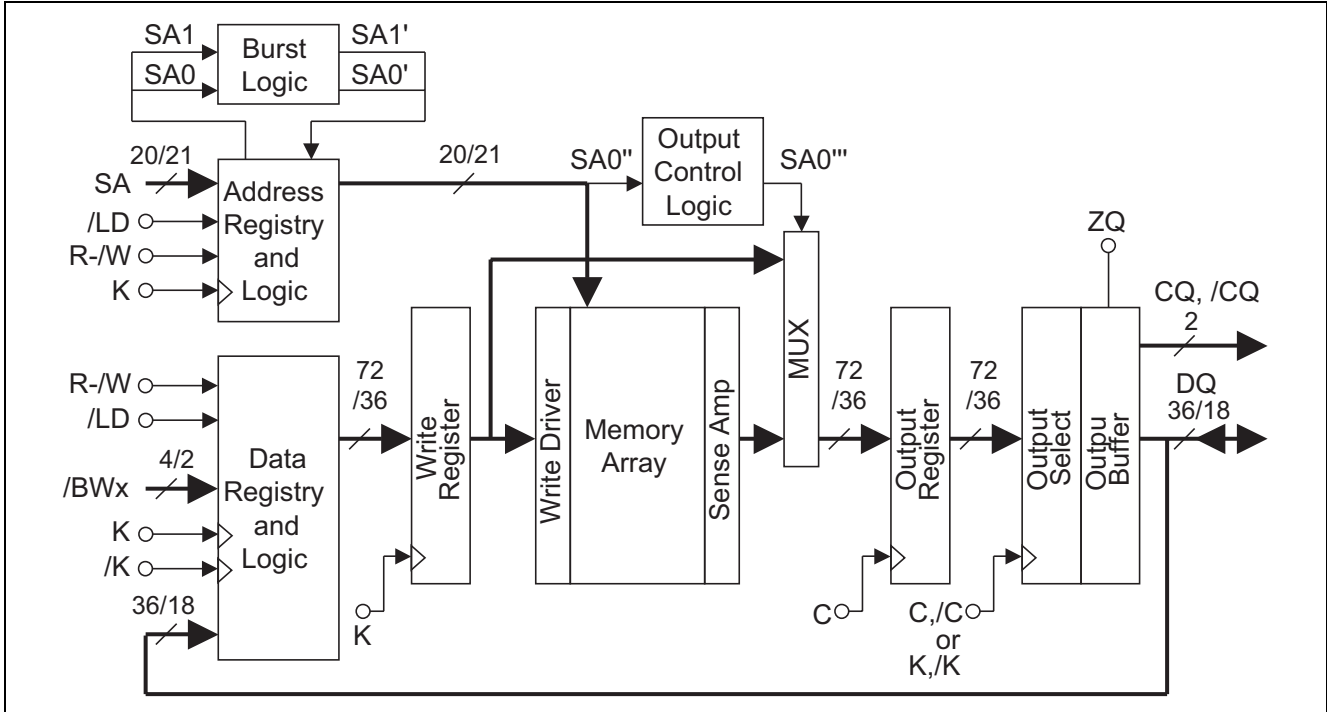 SA1
SA0
Burst
Logic
SA1'
SA0'
20/21
SA
/LD
R-/W
K
Address
Registry
and
Logic
20/21
SA0''
Output
Control
Logic
SA0'''
ZQ
CQ, /CQ
2
R-/W
/LD
4/2
/BWx
K
/K
36/18
Data
Registry
and
Logic
72
/36
Write
Register
K
Write Driver
Memory
Array
Sense Amp
MUX
72
/36
Output
Register
C
72
/36
Output
Select
Outpu
Buffer
C,/C
or
K,/K
DQ
36/18